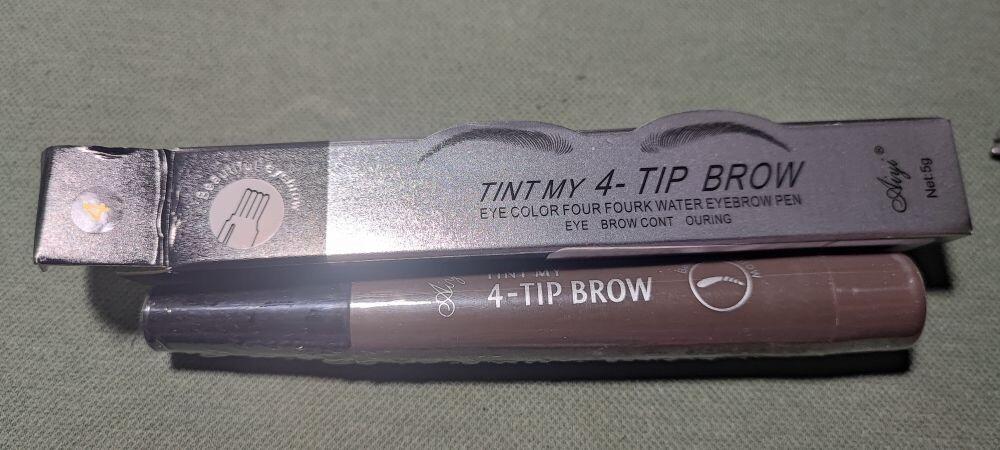 4
TINT MY 4- TIP BROW
EYE COLOR FOUR FOURK WATER EYEBROW PEN
EYE BROW CONT OURING
®
Net:5g
TINT MY
4-TIP BROW